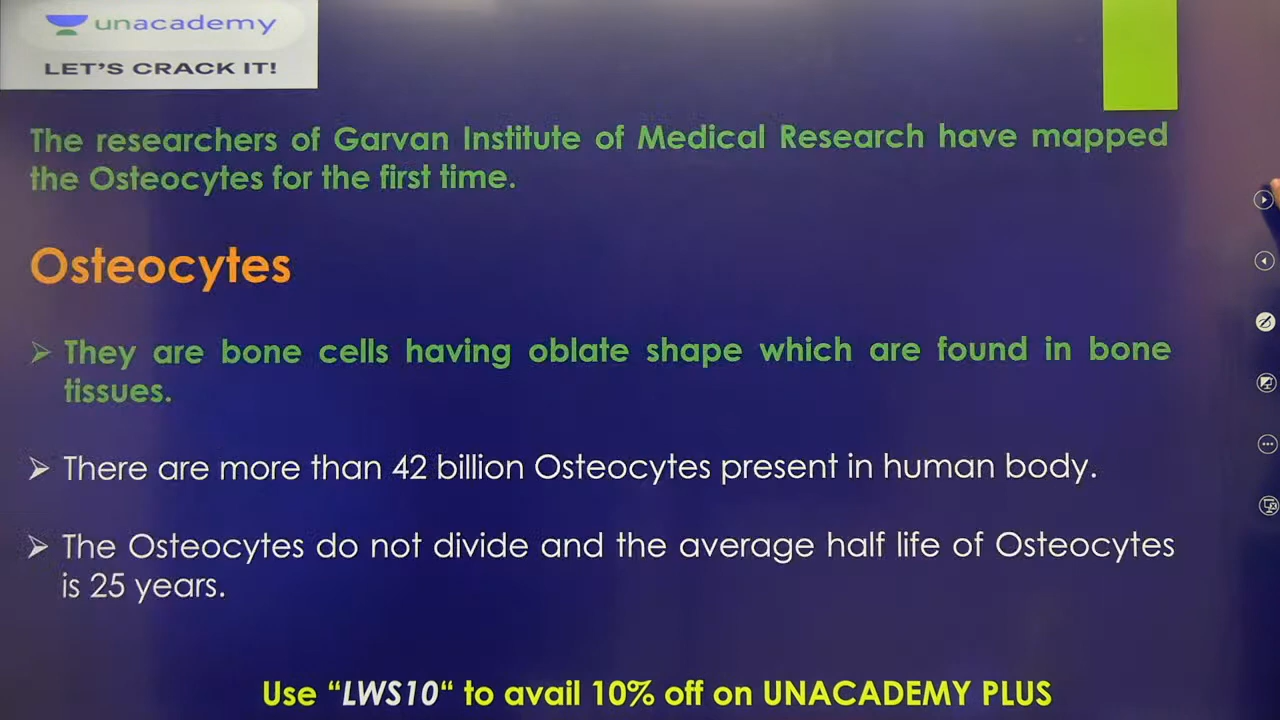 unacademy
LET'S CRACK IT!
The researchers of Garvan Institute of Medical Research have mapped
the Osteocytes for the first time.
Osteocytes
➢ They are bone cells having oblate shape which are found in bone
tissues.
➢ There are more than 42 billion Osteocytes present in human body.
➢ The Osteocytes do not divide and the average half life of Osteocytes
is 25 years.
Use “LWS10“ to avail 10% off on UNACADEMY PLUS